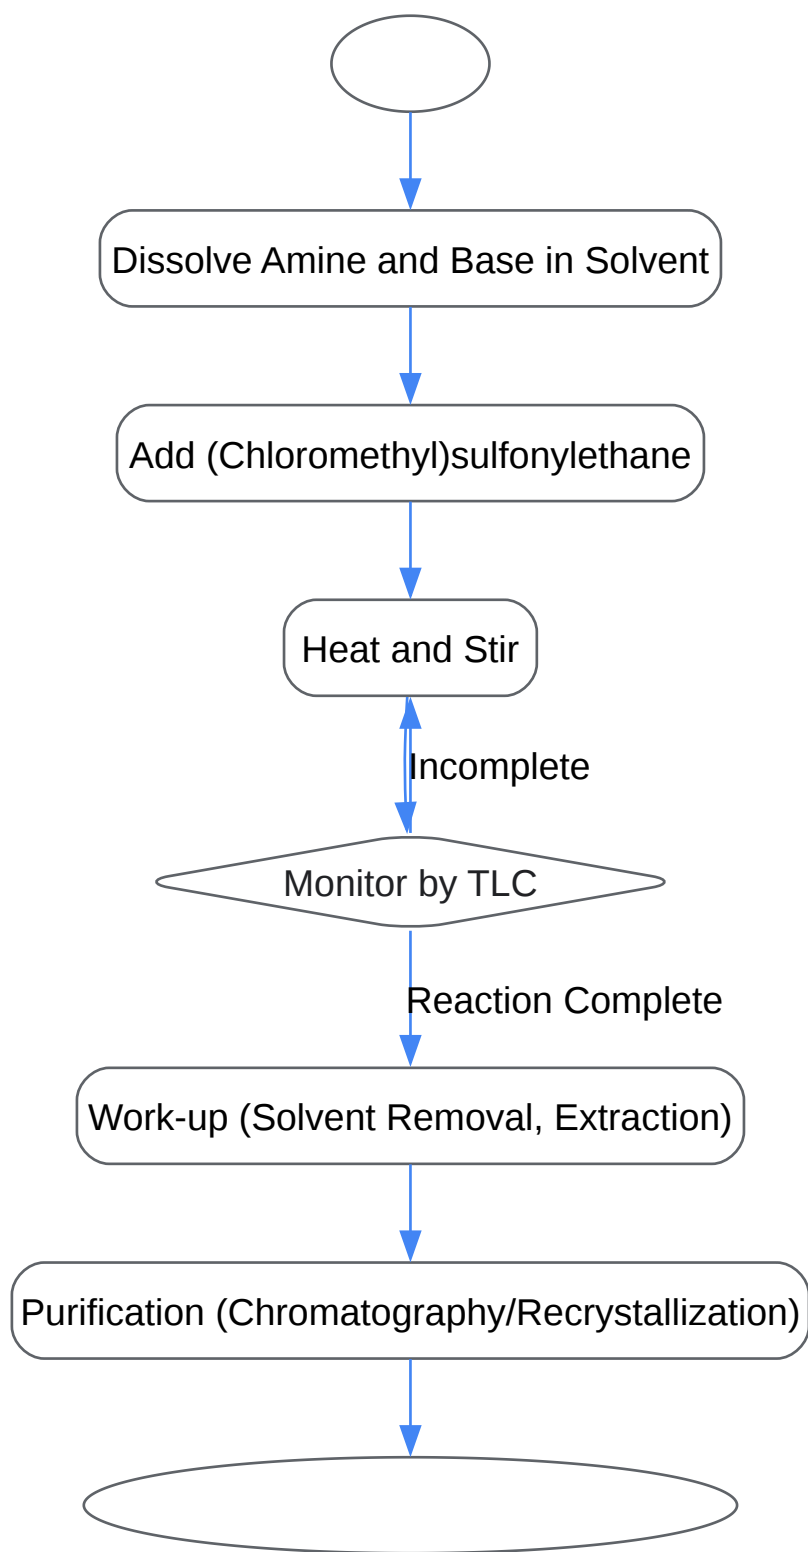 Dissolve Amine and Base in Solvent
Add (Chloromethyl)sulfonylethane
Heat and Stir
Incomplete
Monitor by TLC
Reaction Complete
Work-up (Solvent Removal, Extraction)
Purification (Chromatography/Recrystallization)